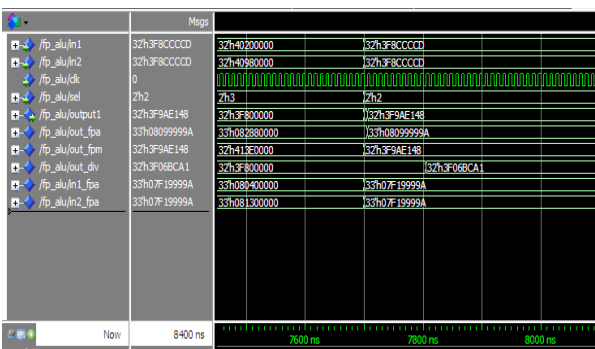 Msgs
/fp_alu/in1 32'h3F8CCCCD 32'h40200000 32'h3F8CCCCD
/fp_alu/in2 32'h3F8CCCCD 32'h40980000 32'h3F8CCCCD
/fp_alu/clk 0
/fp_alu/sel 2'h2 2'h3 2'h2
/fp_alu/output1 32'h3F9AE148 32'h3F800000 32'h3F9AE148
/fp_alu/out_fpa 33'h08099999A 33'h082880000 33'h08099999A
/fp_alu/out_fpm 32'h3F9AE148 32'h413E0000 32'h3F9AE148
/fp_alu/out_div 32'h3F06BCA1 32'h3F800000 32'h3F06BCA1
/fp_alu/in1_fpa 33'h07F19999A 33'h080400000 33'h07F19999A
/fp_alu/in2_fpa 33'h07F19999A 33'h081300000 33'h07F19999A
Now 8400 ns 7600 ns 7800 ns 8000 ns